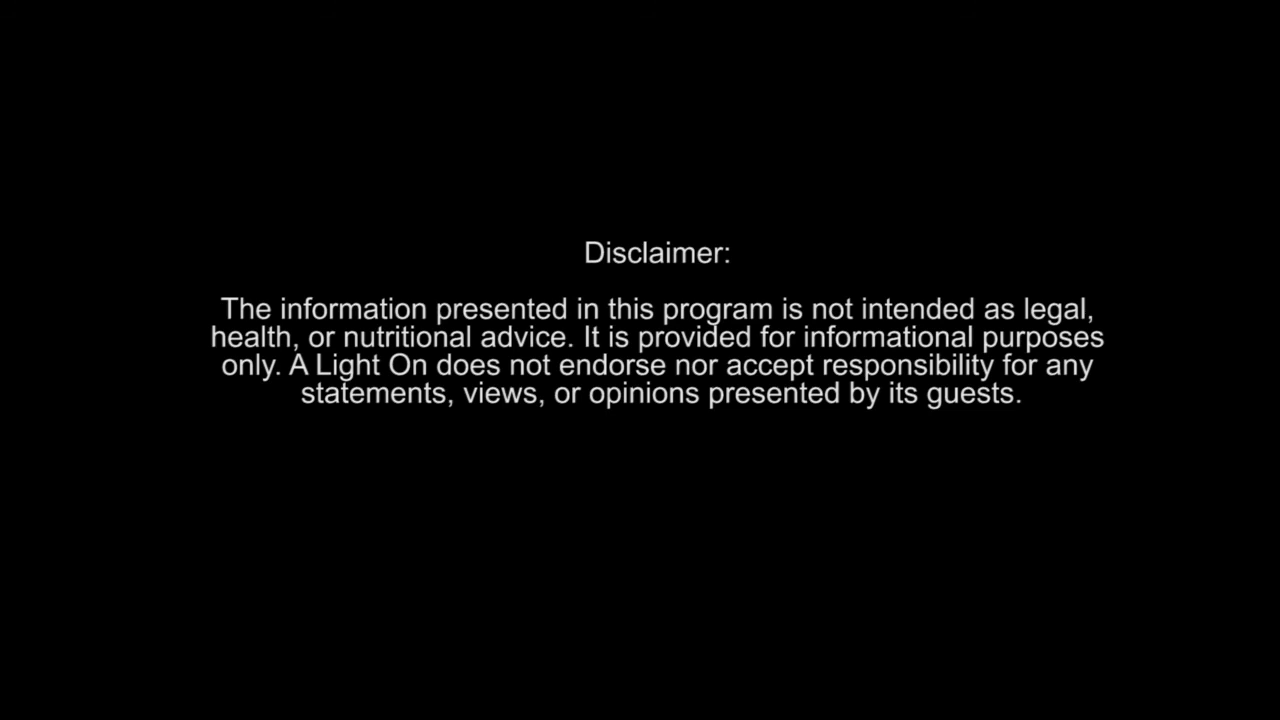 Disclaimer:
The information presented in this program is not intended as legal,
health, or nutritional advice. It is provided for informational purposes
only. A Light On does not endorse nor accept responsibility for any
statements, views, or opinions presented by its guests.